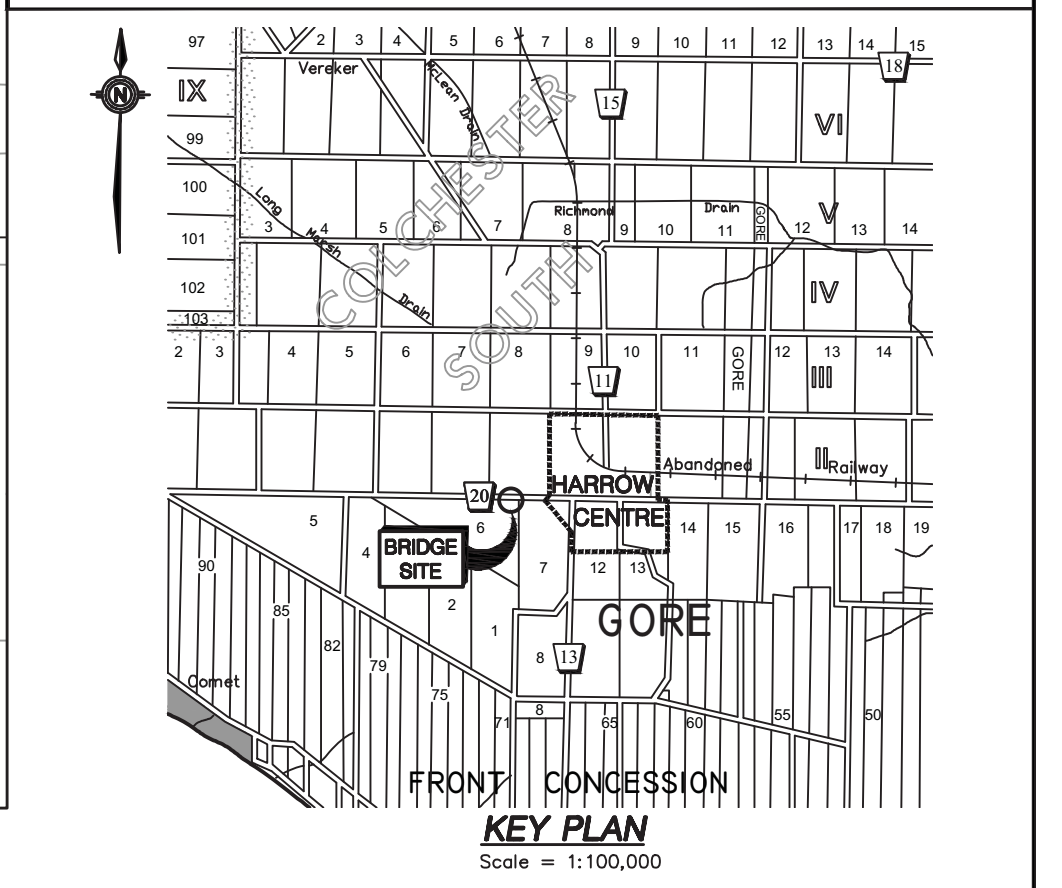 97 2 3 4 5 6 7 8 9 10 11 12 13 14 15
Vereker
18
N
IX
McLean Drain
15
VI
99
COLCHESTER
100
Long
Marsh
Drain
Richmond Drain
GORE
V
3 4 5 6 7 8 9 10 11 12 13 14
101
SOUTH
102
IV
103
2 3 4 5 6 7 8 9 10 11 12 13 14
GORE
III
11
II
Abandoned Railway
HARROW
CENTRE
20
BRIDGE
SITE
5 4 6 14 15 16 17 18 19
90
7 12 13
85
2
GORE
1
82
79
8
13
Comet
75
71
8
65
60
55
50
FRONT CONCESSION
KEY PLAN
Scale = 1:100,000